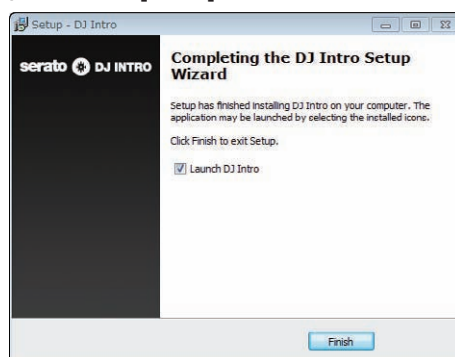 Setup - DJ Intro
serato DJ INTRO
Completing the DJ Intro Setup
Wizard
Setup has finished installing DJ Intro on your computer. The
application may be launched by selecting the installed icons.
Click Finish to exit Setup.
Launch DJ Intro
Finish